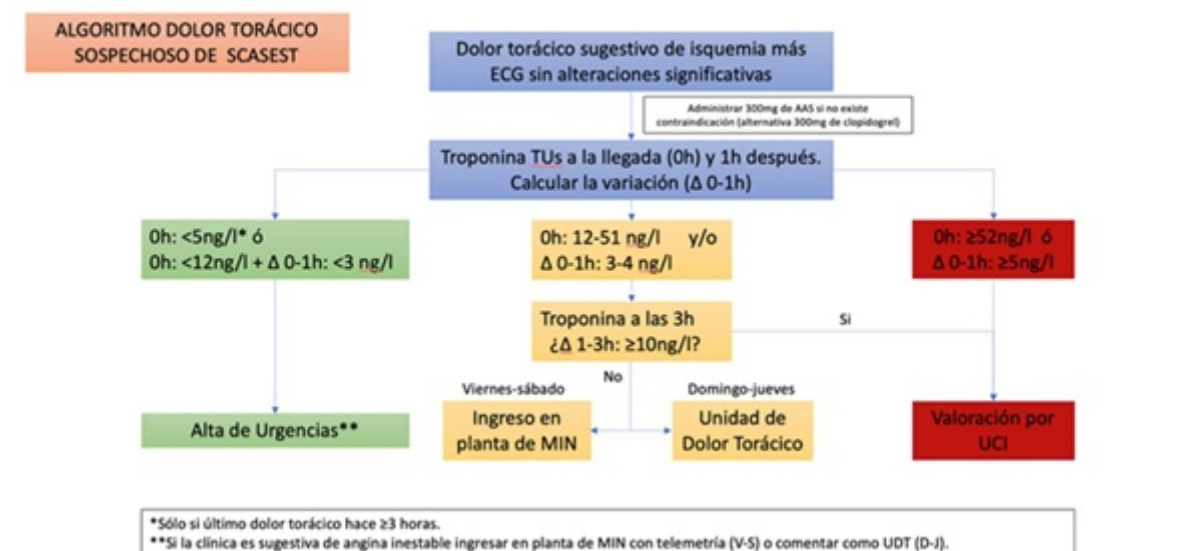 ALGORITMO DOLOR TORÁCICO
SOSPECHOSO DE SCASEST
Dolor torácico sugestivo de isquemia más
ECG sin alteraciones significativas
Administrar 300mg de AAS si no existe
contraindicación (alternativa 300mg de clopidogrel)
Troponina TUs a la llegada (0h) y 1h después.
Calcular la variación (Δ 0-1h)
0h: <5ng/l* ó
0h: <12ng/l + Δ 0-1h: <3 ng/l
0h: 12-51 ng/l y/o
Δ 0-1h: 3-4 ng/l
0h: ≥52ng/l ó
Δ 0-1h: ≥5ng/l
Troponina a las 3h
¿Δ 1-3h: ≥10ng/l?
Si
No
Viernes-sábado
Domingo-jueves
Alta de Urgencias**
Ingreso en
planta de MIN
Unidad de
Dolor Torácico
Valoración por
UCI
*Sólo si último dolor torácico hace ≥3 horas.
**Si la clínica es sugestiva de angina inestable ingresar en planta de MIN con telemetría (V-S) o comentar como UDT (D-J).